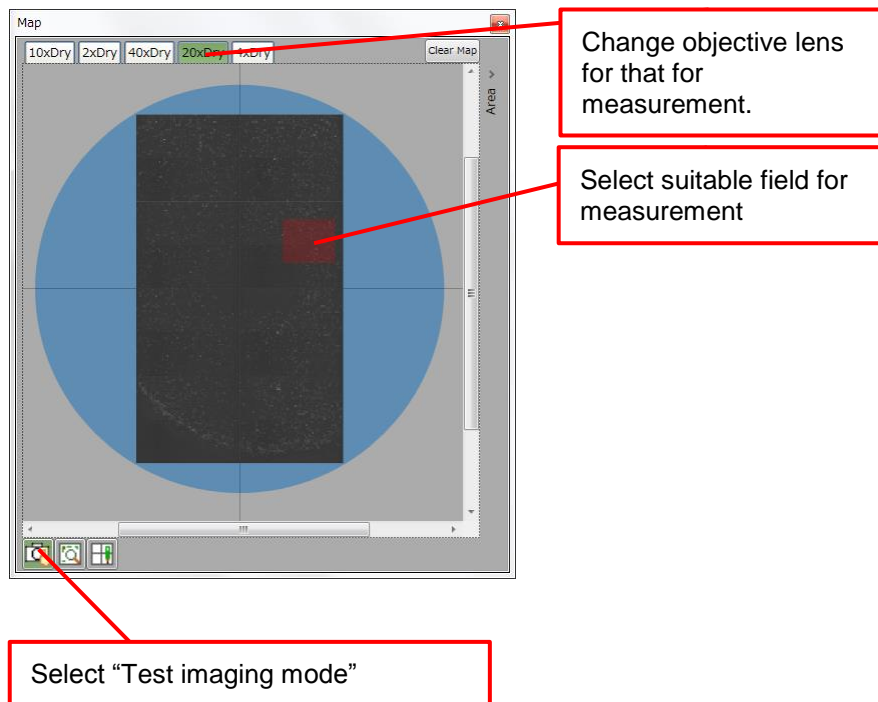 Map
x
10xDry 2xDry 40xDry 20xDry 4xDry Clear Map
Area
Change objective lens
for that for
measurement.
Select suitable field for
measurement
Select “Test imaging mode”